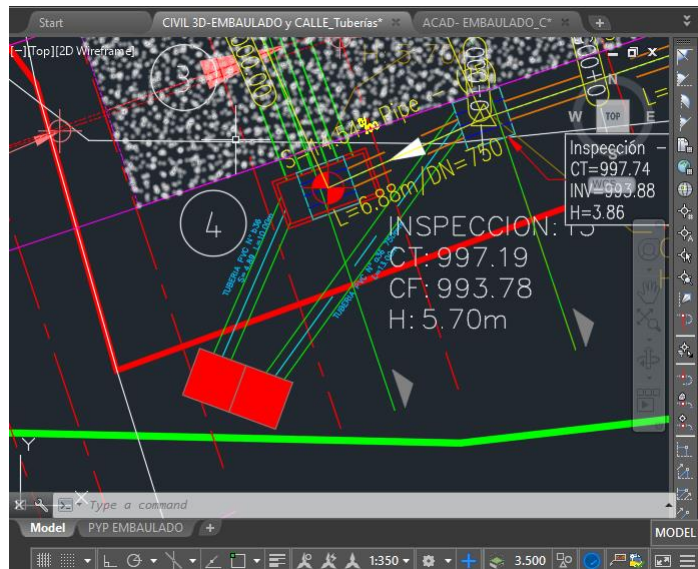 Start
CIVIL 3D-EMBAULADO y CALLE_Tuberías*
ACAD- EMBAULADO_C*
[–][Top][2D Wireframe]
3
N
W
TOP
E
Pipe -
L=6.88m/DN=750
Inspección -
CT=997.74
INV=993.88
H=3.86
4
INSPECCION: 13
CT: 997.19
CF: 993.78
H: 5.70m
Y
X
Type a command
Model
PYP EMBAULADO
MODEL
1:350
3.500